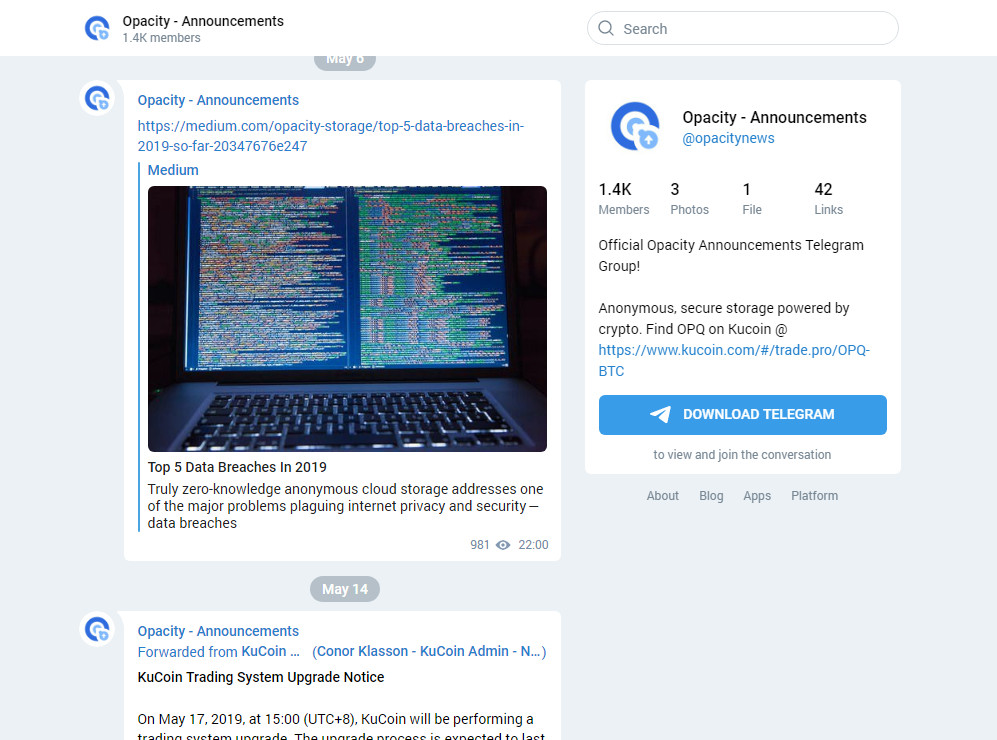 Opacity - Announcements
1.4K members
Search
May 6
Opacity - Announcements
https://medium.com/opacity-storage/top-5-data-breaches-in-
2019-so-far-20347676e247
Medium
Top 5 Data Breaches In 2019
Truly zero-knowledge anonymous cloud storage addresses one
of the major problems plaguing internet privacy and security —
data breaches
981 22:00
May 14
Opacity - Announcements
Forwarded from KuCoin ... (Conor Klasson - KuCoin Admin - N...)
KuCoin Trading System Upgrade Notice
On May 17, 2019, at 15:00 (UTC+8), KuCoin will be performing a
trading system upgrade. The upgrade process is expected to last
Opacity - Announcements
@opacitynews
1.4K 3 1 42
Members Photos File Links
Official Opacity Announcements Telegram
Group!
Anonymous, secure storage powered by
crypto. Find OPQ on Kucoin @
https://www.kucoin.com/#/trade.pro/OPQ-
BTC
DOWNLOAD TELEGRAM
to view and join the conversation
About Blog Apps Platform